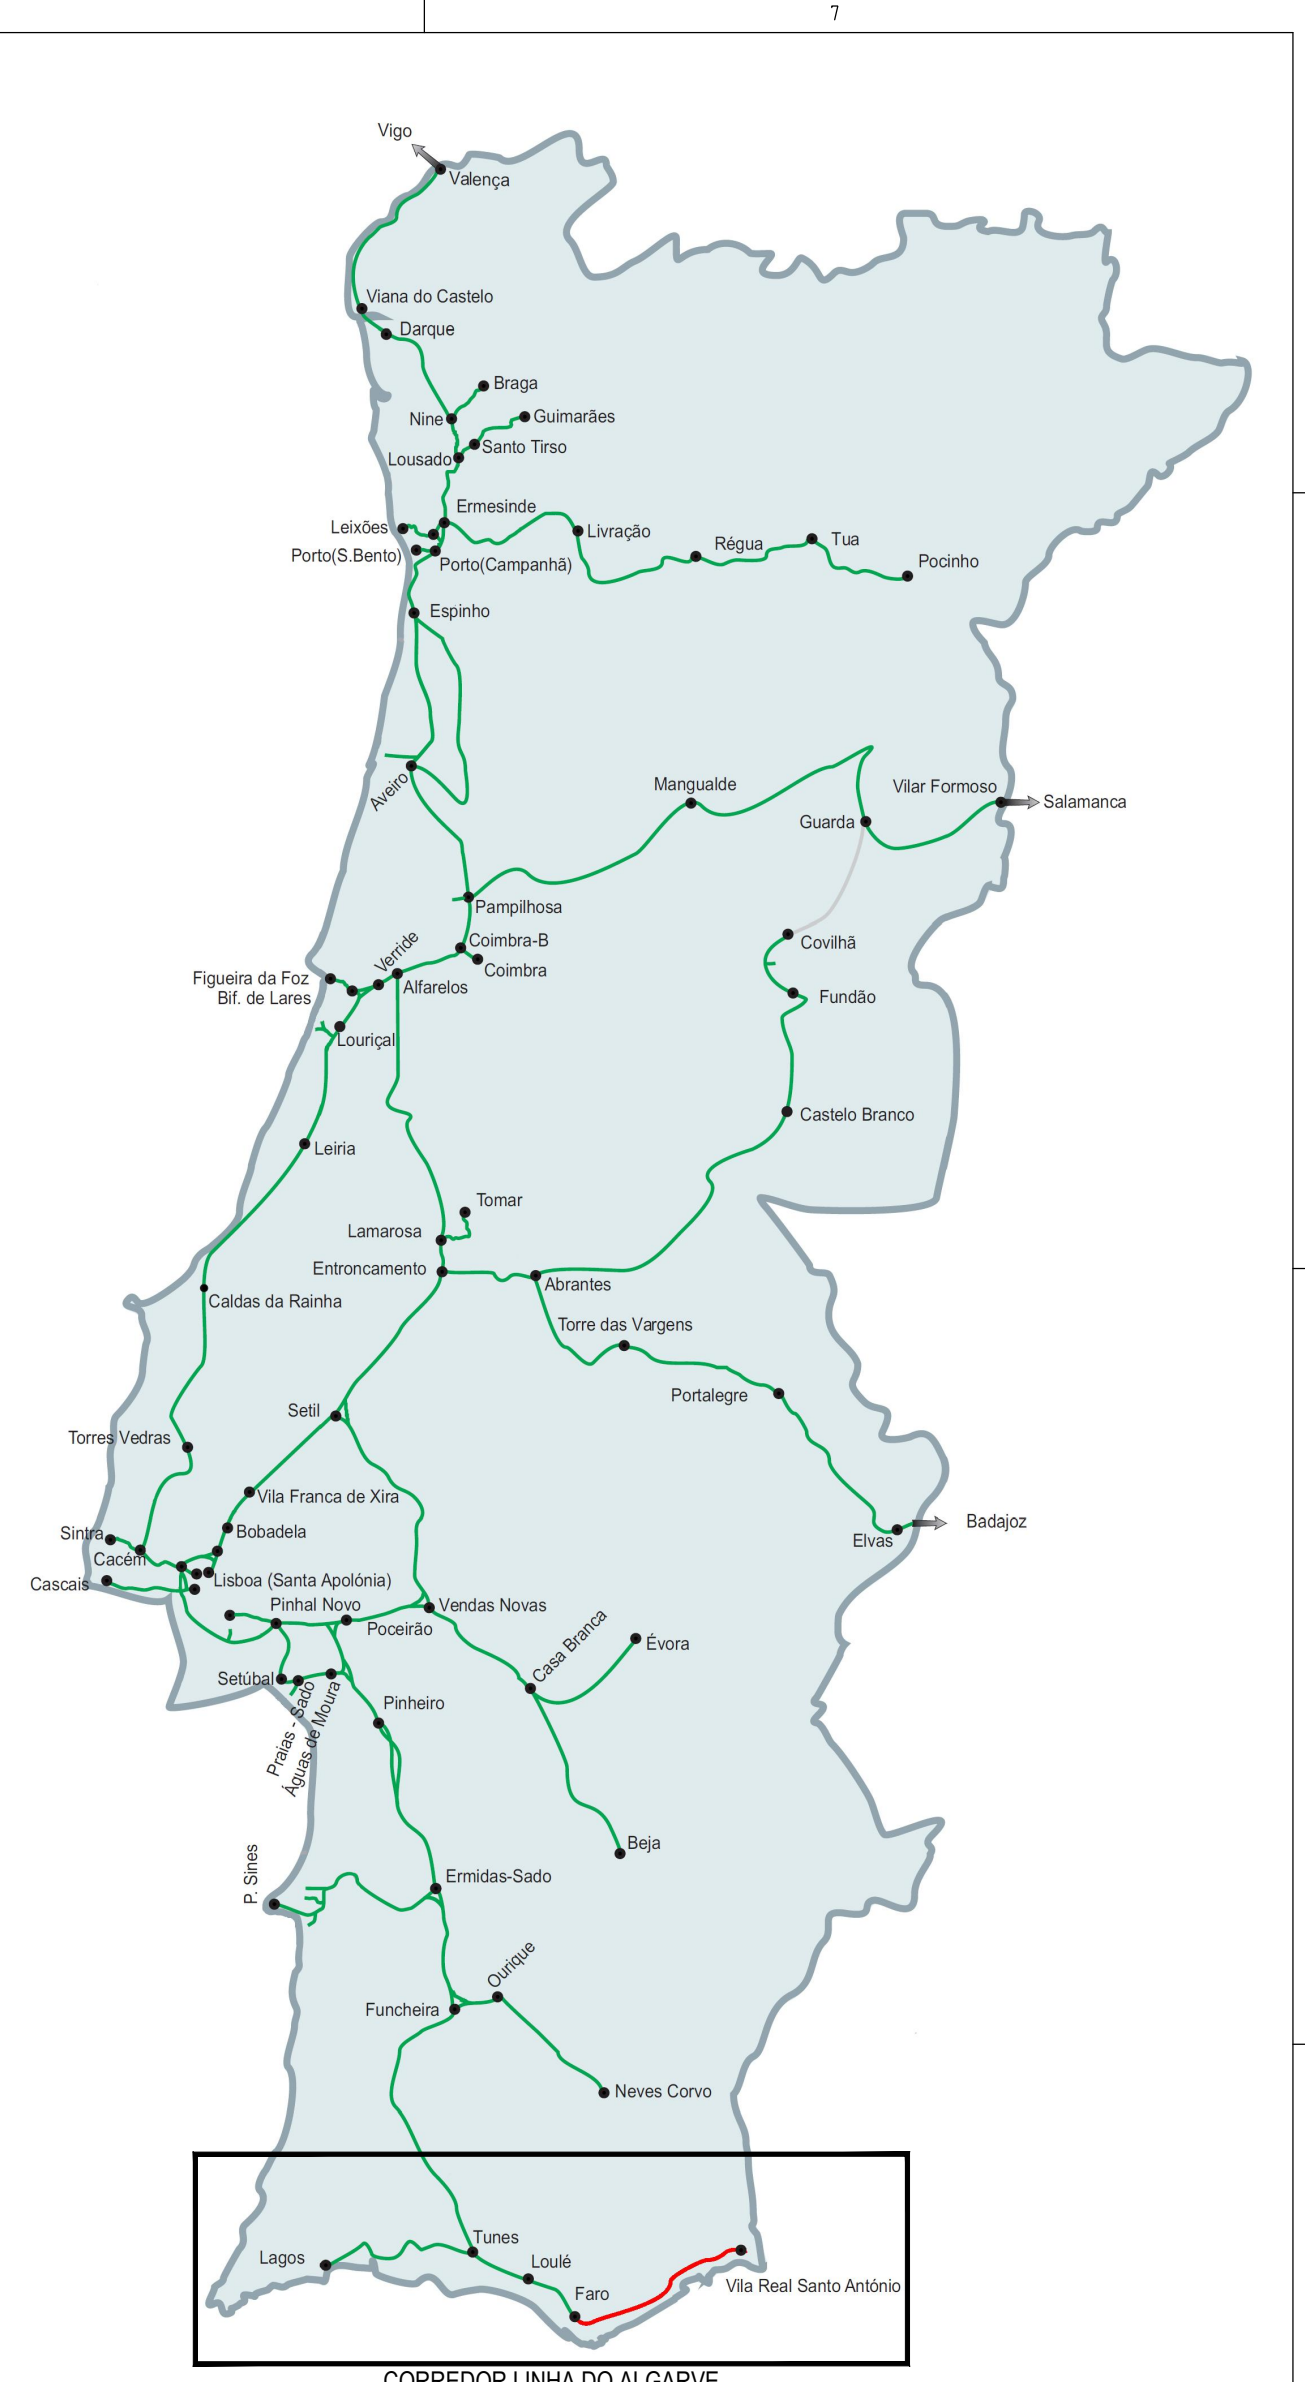 7
Vigo
Valença
Viana do Castelo
Darque
Braga
Nine
Guimarães
Santo Tirso
Lousado
Ermesinde
Leixões
Livração
Régua
Tua
Porto(S.Bento)
Porto(Campanhã)
Pocinho
Espinho
Aveiro
Mangualde
Vilar Formoso
Salamanca
Guarda
Pampilhosa
Coimbra-B
Covilhã
Verride
Coimbra
Figueira da Foz
Alfarelos
Bif. de Lares
Fundão
Louriçal
Castelo Branco
Leiria
Tomar
Lamarosa
Entroncamento
Abrantes
Caldas da Rainha
Torre das Vargens
Portalegre
Setil
Torres Vedras
Vila Franca de Xira
Badajoz
Sintra
Bobadela
Elvas
Cacém
Lisboa (Santa Apolónia)
Cascais
Pinhal Novo
Vendas Novas
Poceirão
Casa Branca
Évora
Setúbal
Praias - Sado
Águas de Moura
Pinheiro
Beja
P. Sines
Ermidas-Sado
Ourique
Funcheira
Neves Corvo
Tunes
Lagos
Loulé
Vila Real Santo António
Faro
CORREDOR LINHA DO ALGARVE